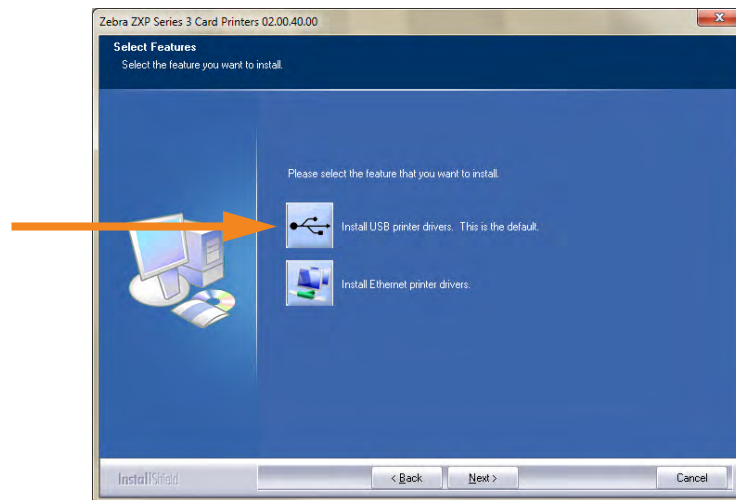 Zebra ZXP Series 3 Card Printers 02.00.40.00
Select Features
Select the feature you want to install.
Please select the feature that you want to install.
Install USB printer drivers. This is the default.
Install Ethernet printer drivers.
InstallShield
< Back
Next >
Cancel